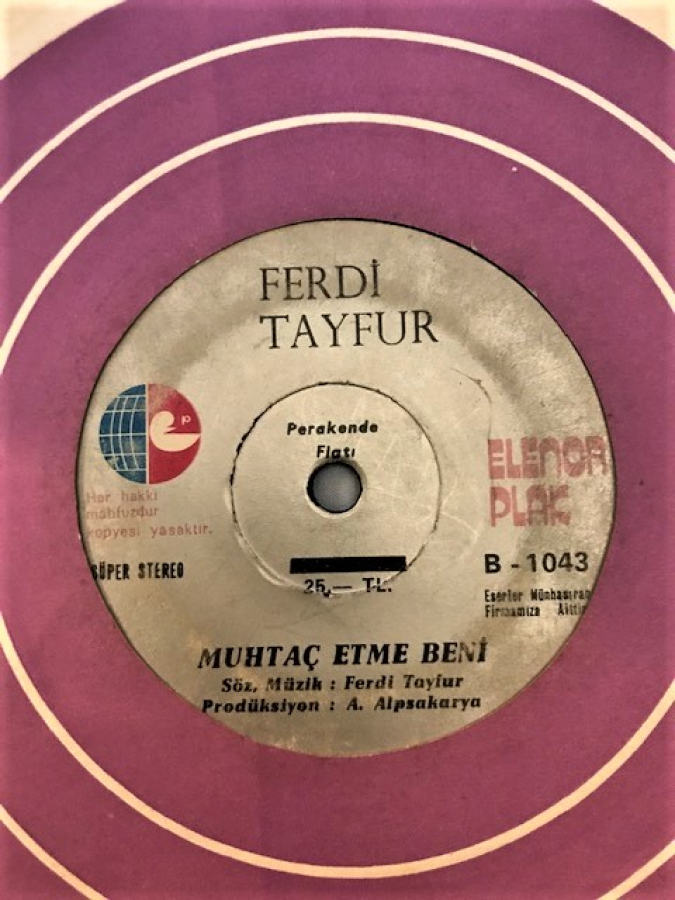 FERDİ
TAYFUR
Perakende
Fiatı
p
ELENOR
PLAK
Her hakkı
mahfuzdur
kopyesi yasaktır.
SÜPER STEREO
25,— TL.
B - 1043
Eserler Münhasıran
Firmamıza Aittir
MUHTAÇ ETME BENİ
Söz, Müzik : Ferdi Tayfur
Prodüksiyon : A. Alpsakarya